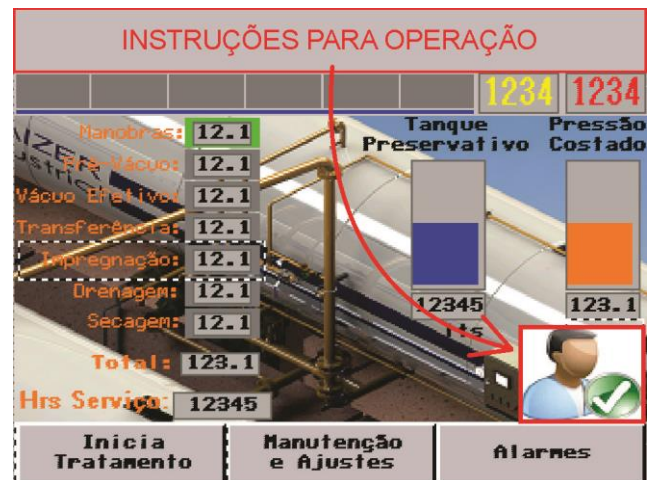 INSTRUÇÕES PARA OPERAÇÃO
1234 1234
Manobras: 12.1
Pré-Vácuo: 12.1
Vácuo Efetivo: 12.1
Transferência: 12.1
Impregnação: 12.1
Drenagem: 12.1
Secagem: 12.1
Total: 123.1
Hrs Serviço: 12345
Tanque
Preservativo
12345
lts
Pressão
Costado
123.1
Inicia
Tratamento
Manutenção
e Ajustes
Alarmes